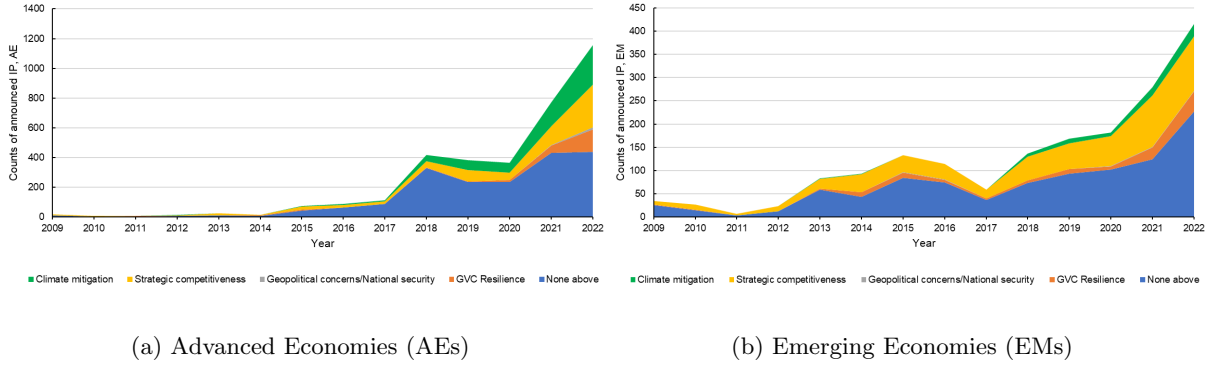 1400
1200
1000
800
600
400
200
0
Counts of announced IP, AE
2009 2010 2011 2012 2013 2014 2015 2016 2017 2018 2019 2020 2021 2022
Year
Climate mitigation Strategic competitiveness Geopolitical concerns/National security GVC Resilience None above
(a) Advanced Economies (AEs)
450
400
350
300
250
200
150
100
50
0
Counts of announced IP, EM
2009 2010 2011 2012 2013 2014 2015 2016 2017 2018 2019 2020 2021 2022
Year
Climate mitigation Strategic competitiveness Geopolitical concerns/National security GVC Resilience None above
(b) Emerging Economies (EMs)